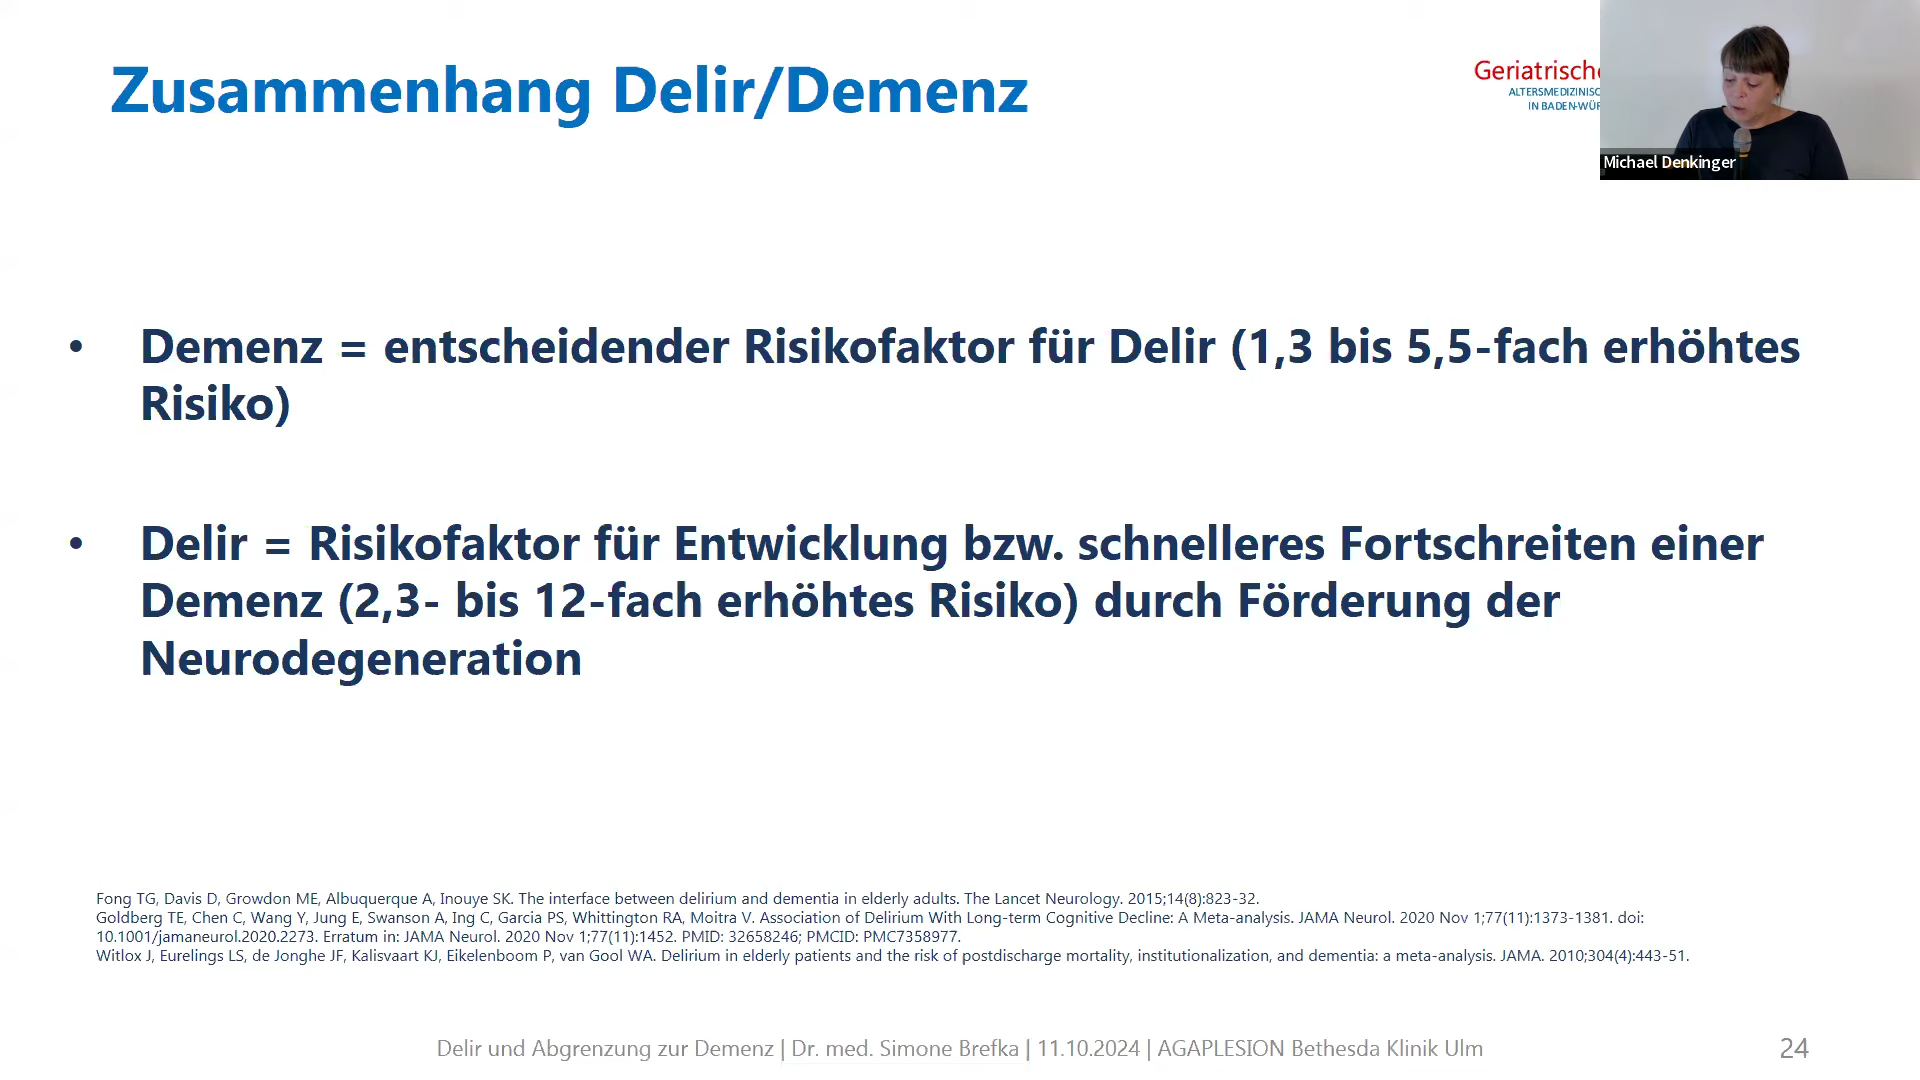 Zusammenhang Delir/Demenz
Geriatrische
ALTERSMEDIZINISC
IN BADEN-WÜR
Michael Denkinger
• Demenz = entscheidender Risikofaktor für Delir (1,3 bis 5,5-fach erhöhtes
Risiko)
• Delir = Risikofaktor für Entwicklung bzw. schnelleres Fortschreiten einer
Demenz (2,3- bis 12-fach erhöhtes Risiko) durch Förderung der
Neurodegeneration
Fong TG, Davis D, Growdon ME, Albuquerque A, Inouye SK. The interface between delirium and dementia in elderly adults. The Lancet Neurology. 2015;14(8):823-32.
Goldberg TE, Chen C, Wang Y, Jung E, Swanson A, Ing C, Garcia PS, Whittington RA, Moitra V. Association of Delirium With Long-term Cognitive Decline: A Meta-analysis. JAMA Neurol. 2020 Nov 1;77(11):1373-1381. doi:
10.1001/jamaneurol.2020.2273. Erratum in: JAMA Neurol. 2020 Nov 1;77(11):1452. PMID: 32658246; PMCID: PMC7358977.
Witlox J, Eurelings LS, de Jonghe JF, Kalisvaart KJ, Eikelenboom P, van Gool WA. Delirium in elderly patients and the risk of postdischarge mortality, institutionalization, and dementia: a meta-analysis. JAMA. 2010;304(4):443-51.
Delir und Abgrenzung zur Demenz | Dr. med. Simone Brefka | 11.10.2024 | AGAPLESION Bethesda Klinik Ulm
24